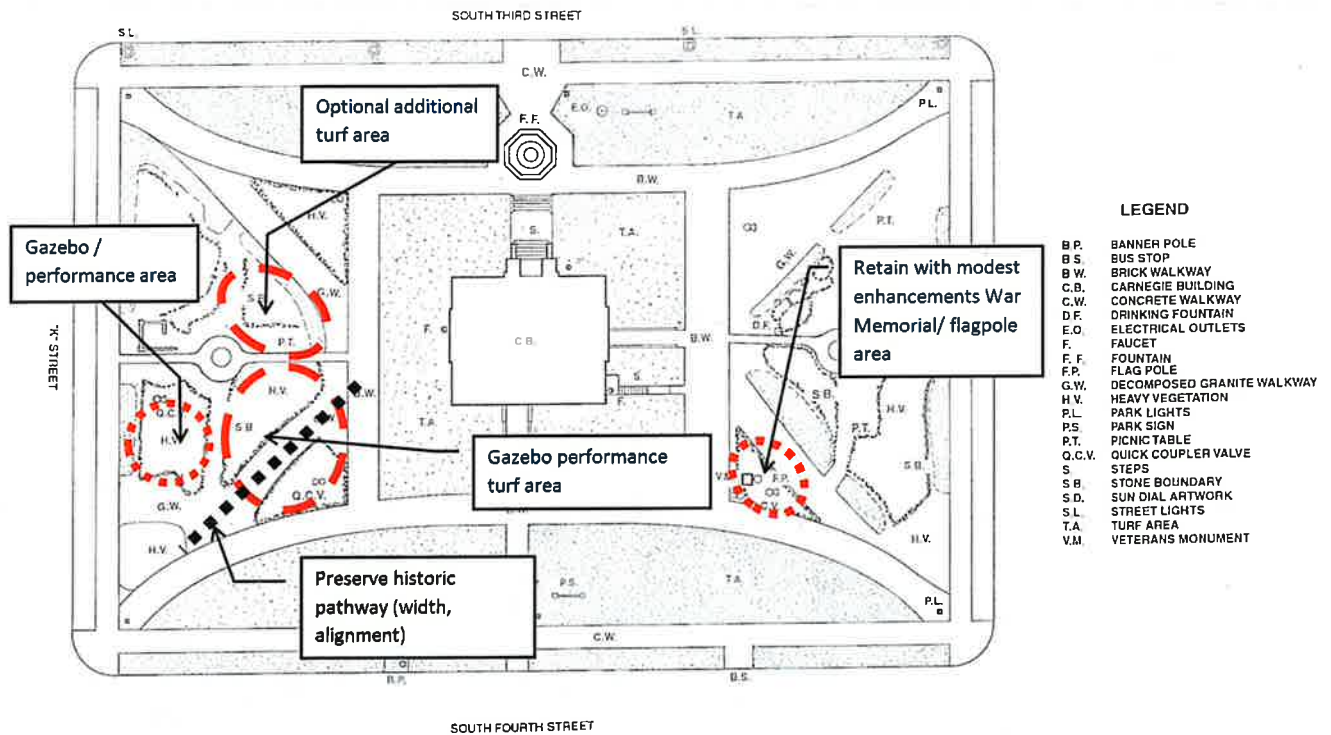 SOUTH THIRD STREET
S.L.
S.L.
C.W.
P.L.
Optional additional
turf area
E.O.
T.A.
F. F.
B.W.
H.V.
Gazebo /
performance area
S.
T.A.
P.T.
G.W.
Retain with modest
enhancements War
Memorial/ flagpole
area
S.B.
G.W.
D.F.
P.T.
"K" STREET
F.
C.B.
B.W.
H.V.
S.
F.
S.B.
H.V.
Q.C.
H.V.
S.B.
T.A.
P.T.
S.B.
Gazebo performance
turf area
Q.C.V.
F.P.
G.W.
H.V.
H.V.
Preserve historic
pathway (width,
alignment)
P.S.
T.A.
P.L.
C.W.
B.P.
B.S.
SOUTH FOURTH STREET
LEGEND
B.P. BANNER POLE
B.S. BUS STOP
B.W. BRICK WALKWAY
C.B. CARNEGIE BUILDING
C.W. CONCRETE WALKWAY
D.F. DRINKING FOUNTAIN
E.O. ELECTRICAL OUTLETS
F. FAUCET
F. F. FOUNTAIN
F.P. FLAG POLE
G.W. DECOMPOSED GRANITE WALKWAY
H.V. HEAVY VEGETATION
P.L. PARK LIGHTS
P.S. PARK SIGN
P.T. PICNIC TABLE
Q.C.V. QUICK COUPLER VALVE
S. STEPS
S.B. STONE BOUNDARY
S.D. SUN DIAL ARTWORK
S.L. STREET LIGHTS
T.A. TURF AREA
V.M. VETERANS MONUMENT